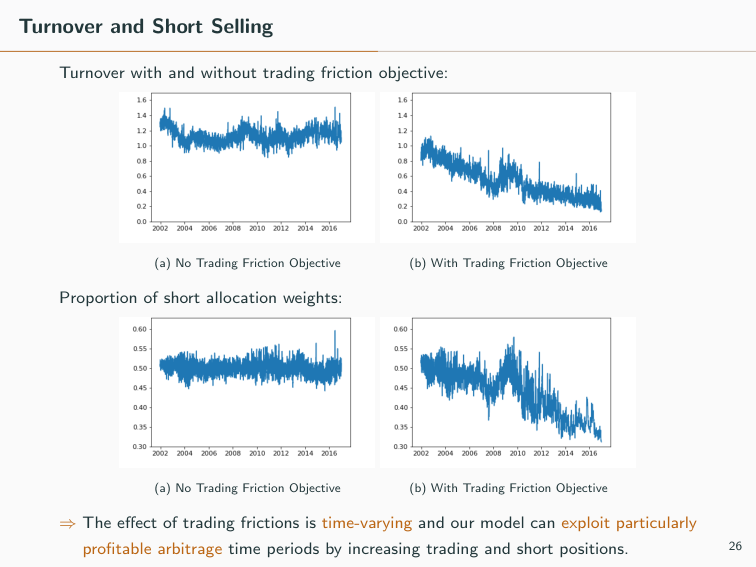 Turnover and Short Selling
Turnover with and without trading friction objective:
1.6 1.6
1.4 1.4
1.2 1.2
1.0 1.0
0.8 0.8
0.6 0.6
0.4 0.4
0.2 0.2
0.0 0.0
2002 2004 2006 2008 2010 2012 2014 2016 2002 2004 2006 2008 2010 2012 2014 2016
(a) No Trading Friction Objective (b) With Trading Friction Objective
Proportion of short allocation weights:
0.60 0.60
0.55 0.55
0.50 0.50
0.45 0.45
0.40 0.40
0.35 0.35
0.30 0.30
2002 2004 2006 2008 2010 2012 2014 2016 2002 2004 2006 2008 2010 2012 2014 2016
(a) No Trading Friction Objective (b) With Trading Friction Objective
⇒ The effect of trading frictions is time-varying and our model can exploit particularly
profitable arbitrage time periods by increasing trading and short positions.
26